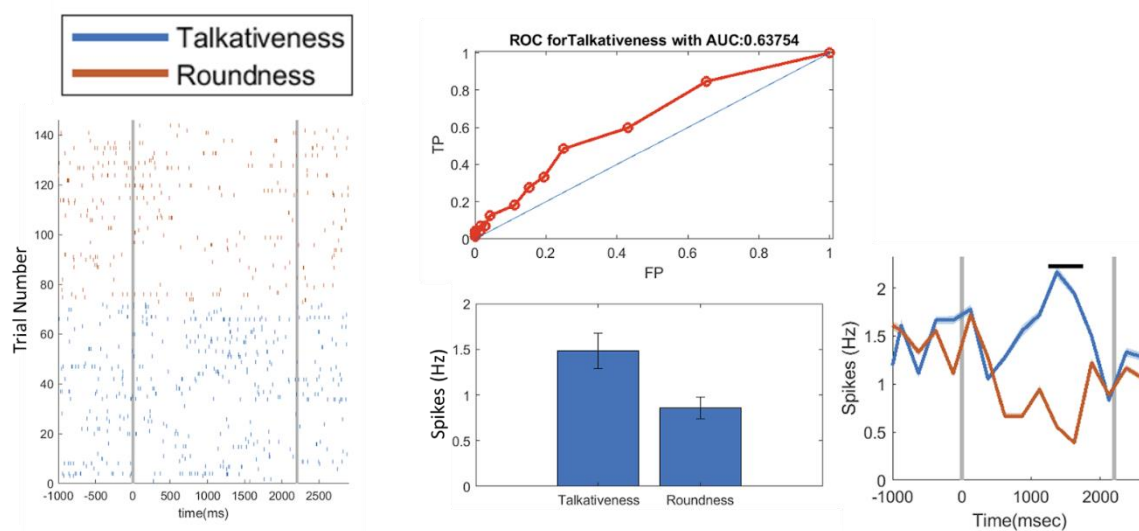 Talkativeness
Roundness
Trial Number
140
120
100
80
60
40
20
0
-1000 -500 0 500 1000 1500 2000 2500
time(ms)
ROC forTalkativeness with AUC:0.63754
TP
1
0.8
0.6
0.4
0.2
0
0 0.2 0.4 0.6 0.8 1
FP
Spikes (Hz)
2
1.5
1
0.5
0
Talkativeness Roundness
Spikes (Hz)
2
1.5
1
0.5
0
-1000 0 1000 2000
Time(msec)